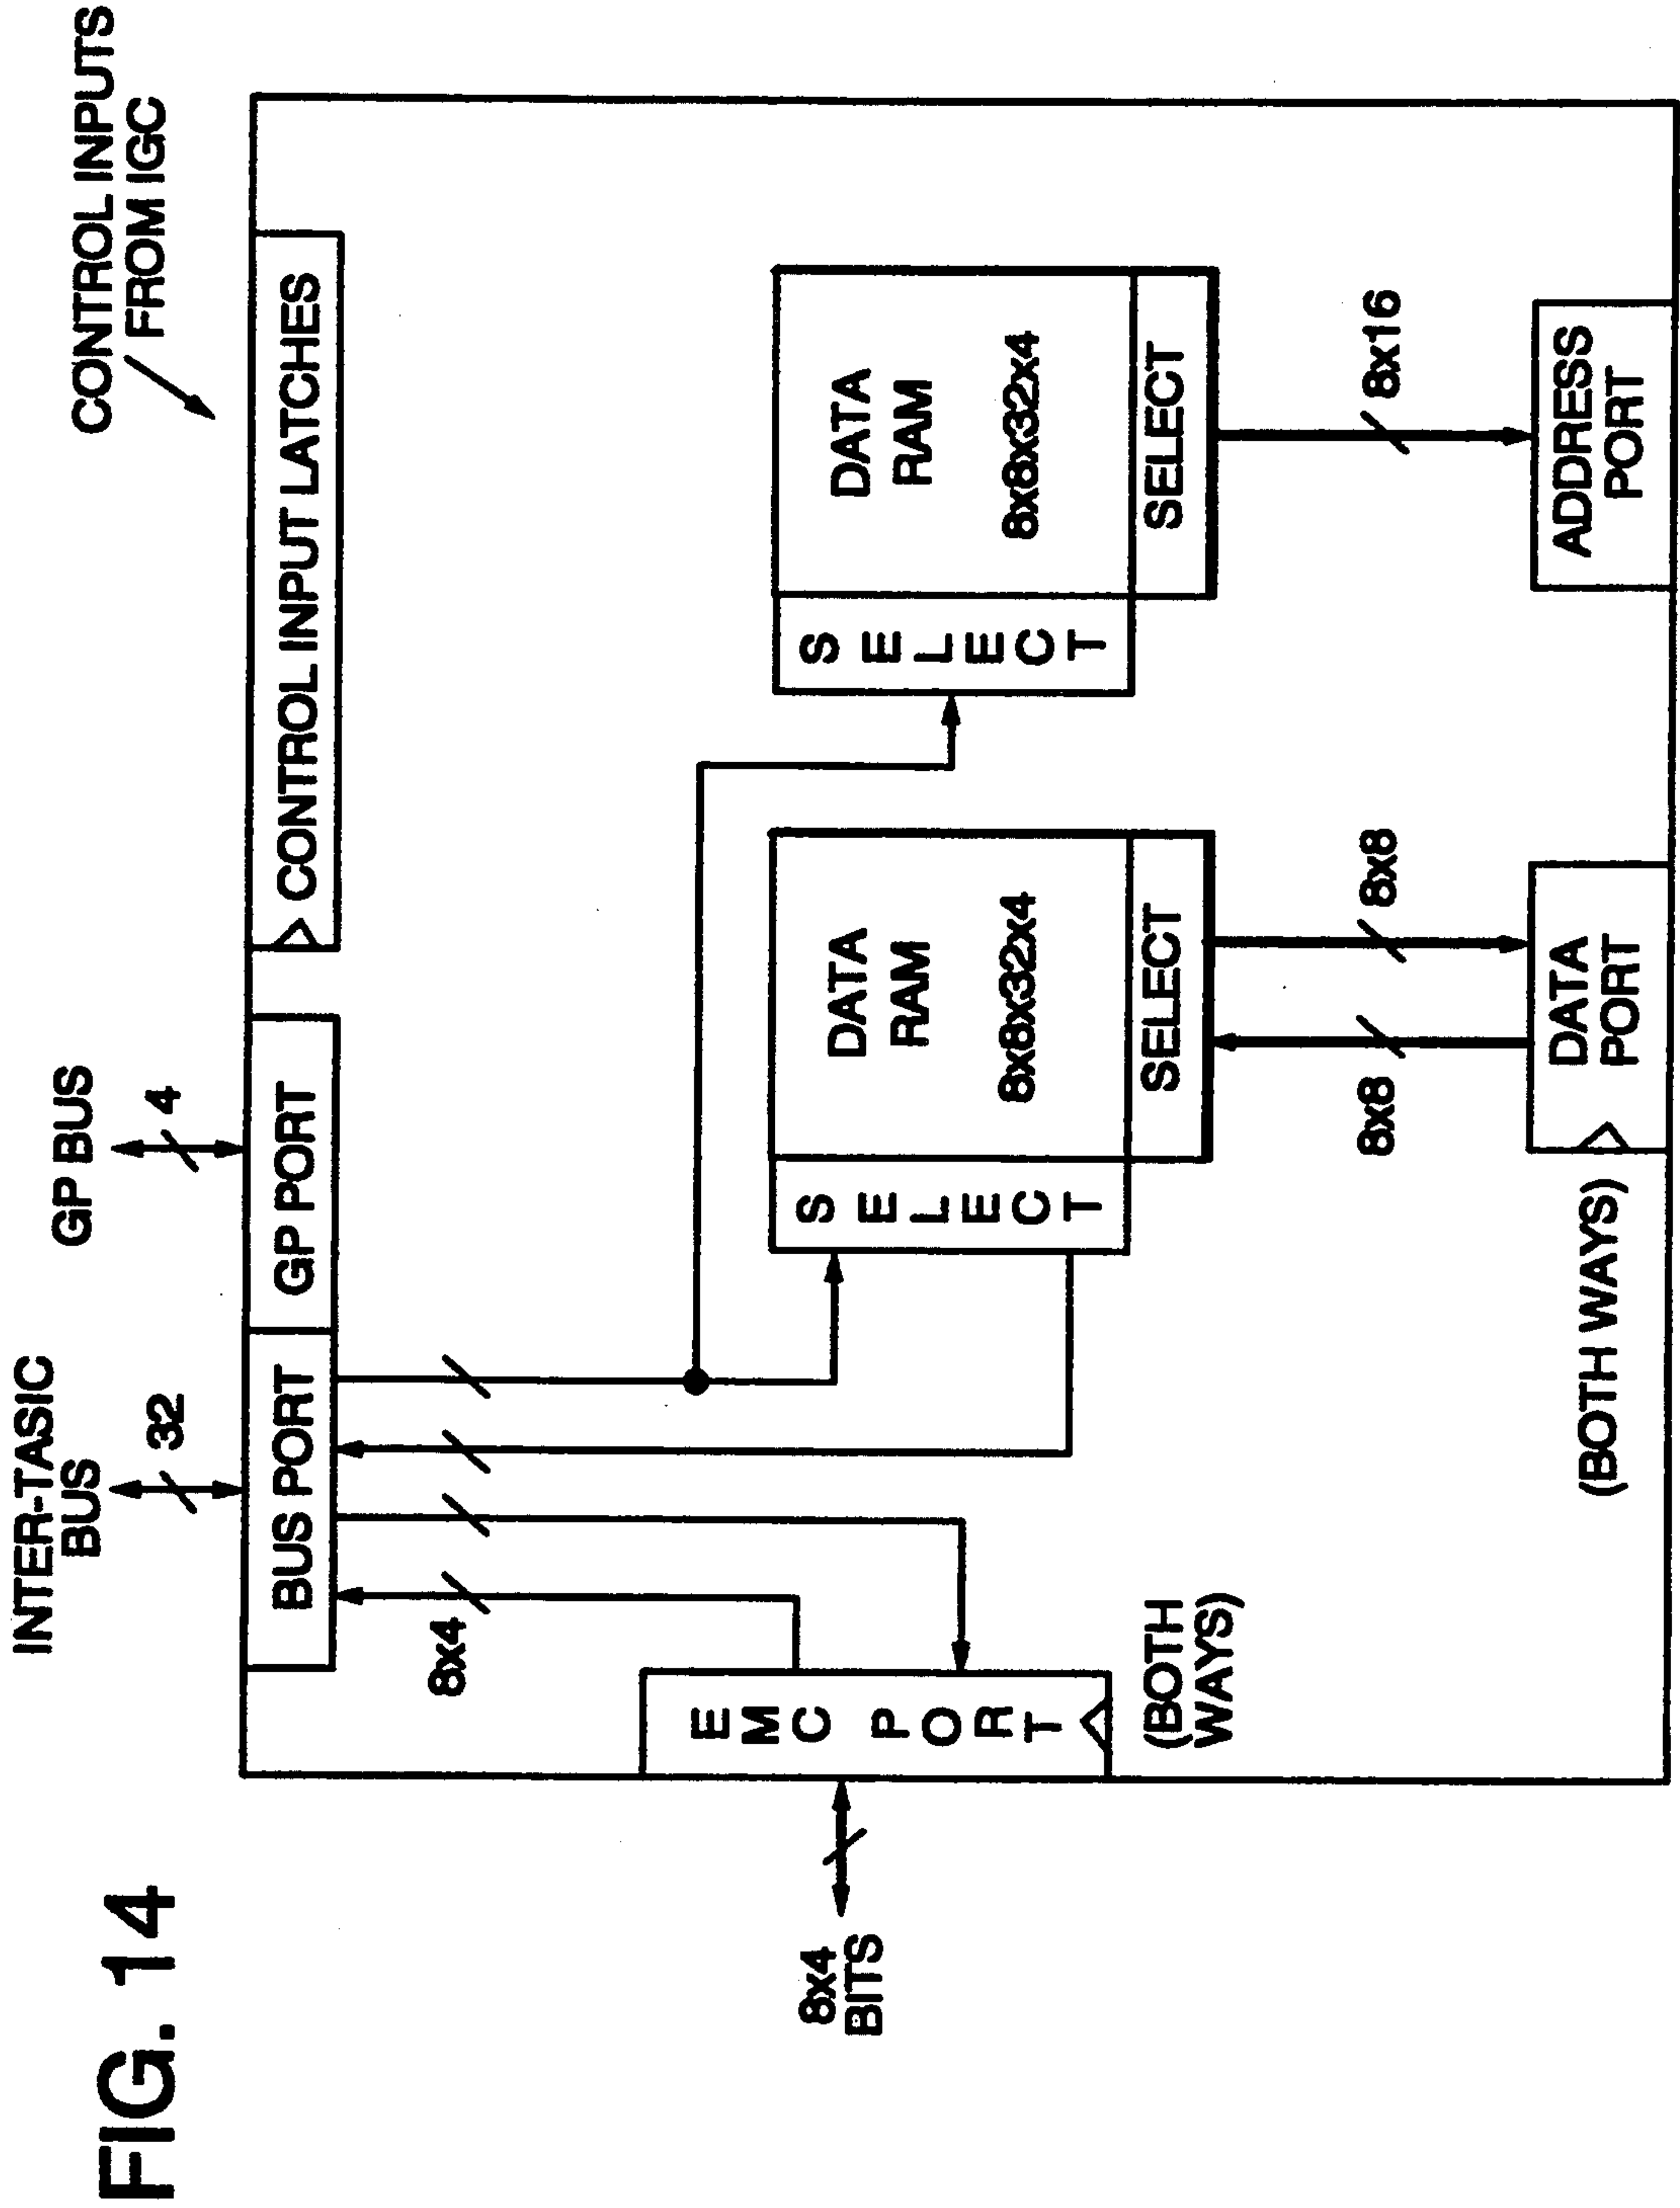 FIG. 14
INTER-TASIC
BUS
32
GP BUS
4
CONTROL INPUTS
FROM IGC
BUS PORT
GP PORT
CONTROL INPUT LATCHES
8x4
8x4
BITS
EMC PORT
(BOTH
WAYS)
SELECT
DATA
RAM
8x8x32x4
SELECT
SELECT
DATA
RAM
8x8x32x4
SELECT
8x8
8x8
8x16
(BOTH WAYS)
DATA
PORT
ADDRESS
PORT